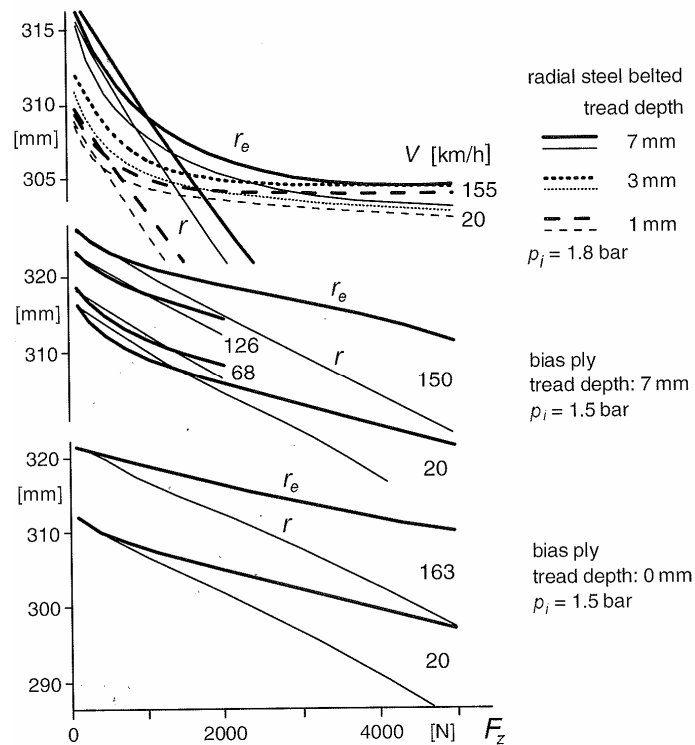 315
310
[mm]
305
r_e
r
V [km/h]
155
20
radial steel belted
tread depth
7 mm
3 mm
1 mm
p_i = 1.8 bar
320
[mm]
310
r_e
r
126
68
150
20
bias ply
tread depth: 7 mm
p_i = 1.5 bar
320
[mm]
310
300
290
r_e
r
163
20
bias ply
tread depth: 0 mm
p_i = 1.5 bar
0
2000
4000
[N]
F_z